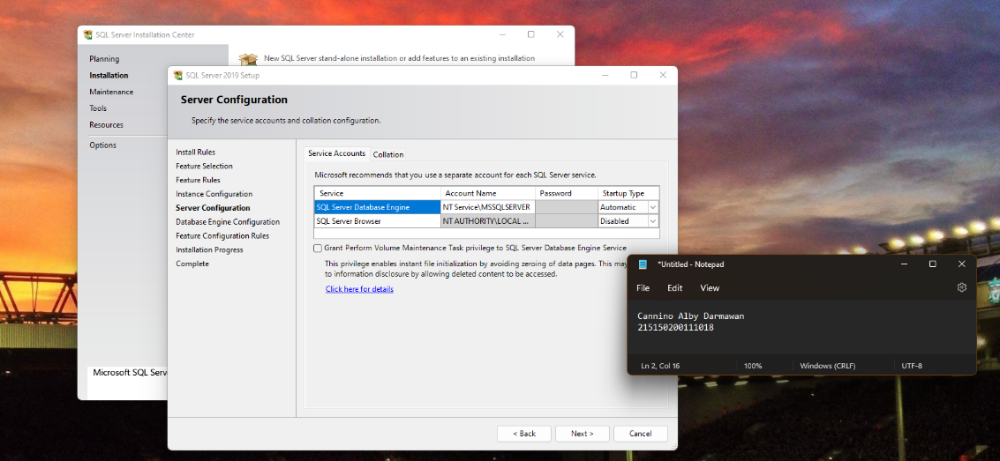 SQL Server Installation Center
Planning
Installation
Maintenance
Tools
Resources
Options
New SQL Server stand-alone installation or add features to an existing installation
Microsoft SQL Serv
SQL Server 2019 Setup
Server Configuration
Specify the service accounts and collation configuration.
Install Rules
Feature Selection
Feature Rules
Instance Configuration
Server Configuration
Database Engine Configuration
Feature Configuration Rules
Installation Progress
Complete
Service Accounts Collation
Microsoft recommends that you use a separate account for each SQL Server service.
Service Account Name Password Startup Type
SQL Server Database Engine NT Service\MSSQLSERVER Automatic
SQL Server Browser NT AUTHORITY\LOCAL ... Disabled
Grant Perform Volume Maintenance Task privilege to SQL Server Database Engine Service
This privilege enables instant file initialization by avoiding zeroing of data pages. This may
to information disclosure by allowing deleted content to be accessed.
Click here for details
< Back Next > Cancel
*Untitled - Notepad
File Edit View
Cannino Alby Darmawan
215150200111018
Ln 2, Col 16 100% Windows (CRLF) UTF-8